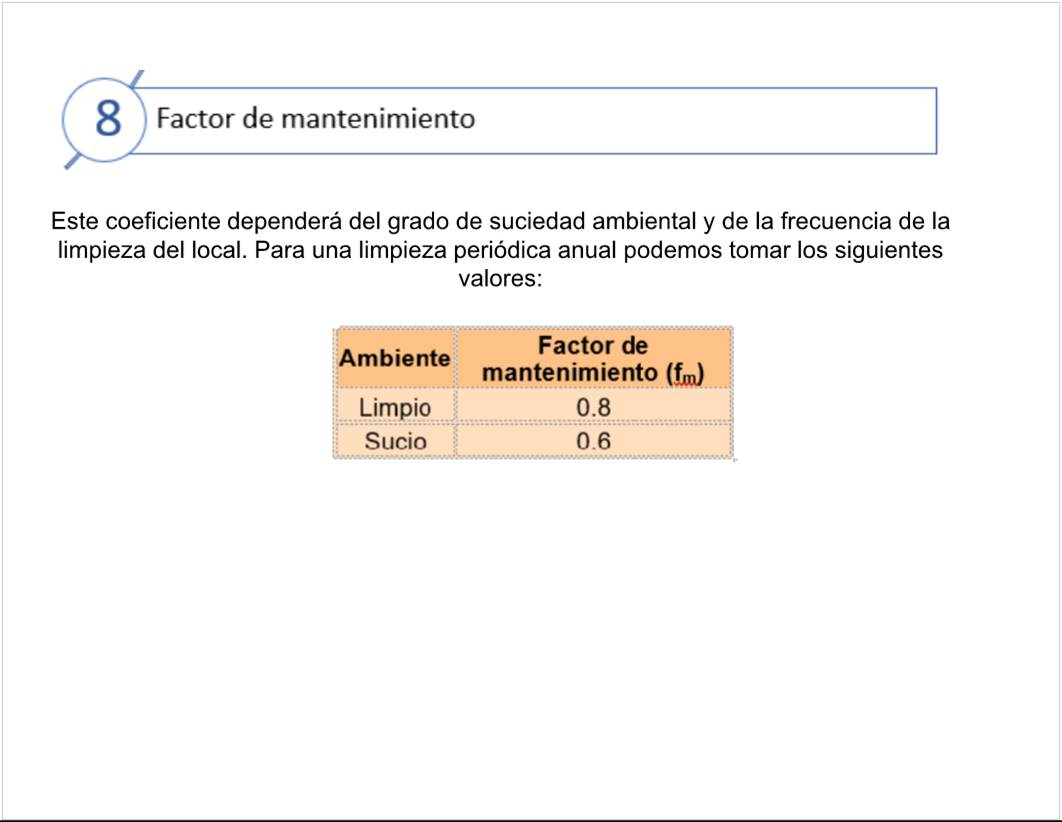 8
Factor de mantenimiento
Este coeficiente dependerá del grado de suciedad ambiental y de la frecuencia de la
limpieza del local. Para una limpieza periódica anual podemos tomar los siguientes
valores:
Ambiente
Factor de
mantenimiento (fm)
Limpio 0.8
Sucio 0.6